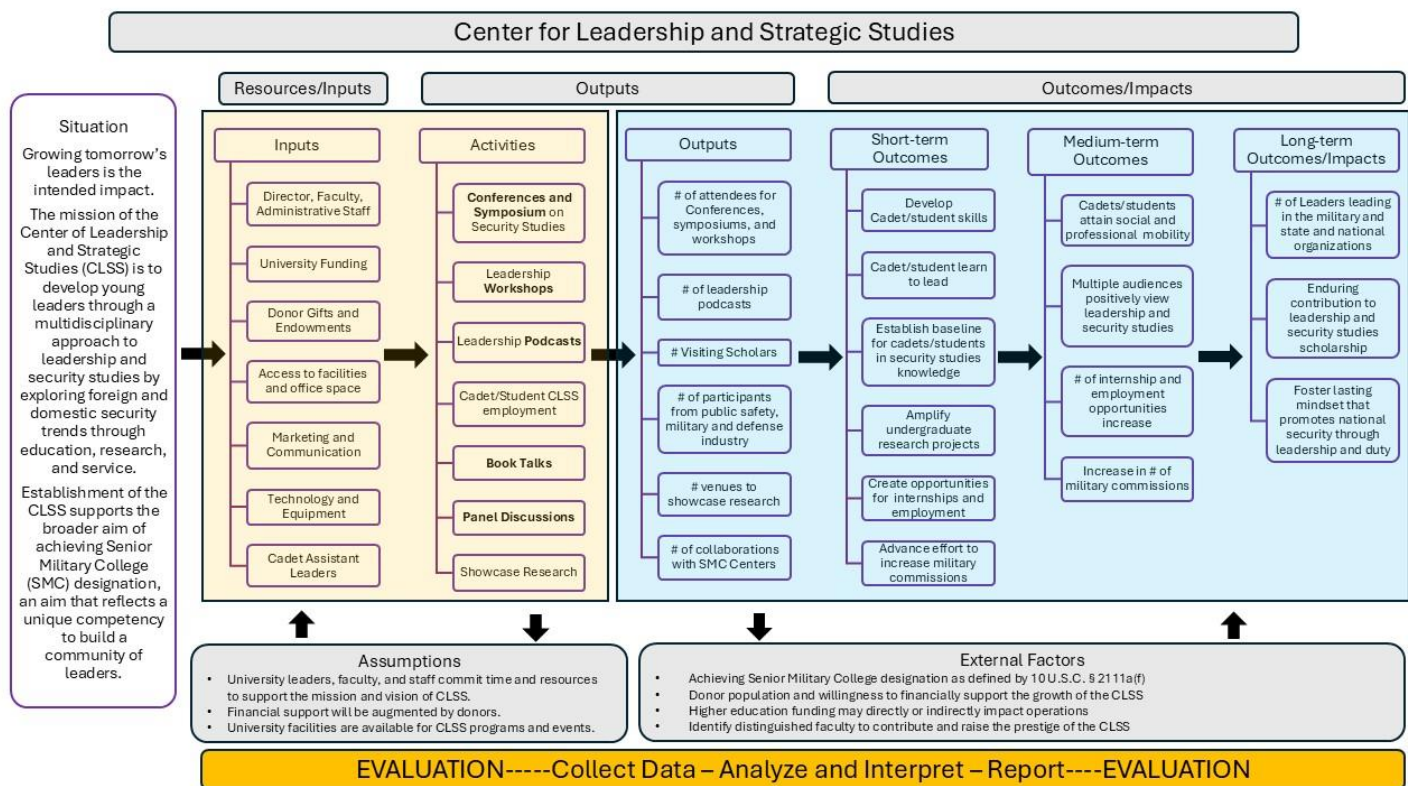 Center for Leadership and Strategic Studies
Resources/Inputs
Outputs
Outcomes/Impacts
Situation
Growing tomorrow's
leaders is the
intended impact.
The mission of the
Center of Leadership
and Strategic
Studies (CLSS) is to
develop young
leaders through a
multidisciplinary
approach to
leadership and
security studies by
exploring foreign and
domestic security
trends through
education, research,
and service.
Establishment of the
CLSS supports the
broader aim of
achieving Senior
Military College
(SMC) designation,
an aim that reflects a
unique competency
to build a
community of
leaders.
Inputs
Director, Faculty,
Administrative Staff
University Funding
Donor Gifts and
Endowments
Access to facilities
and office space
Marketing and
Communication
Technology and
Equipment
Cadet Assistant
Leaders
Activities
Conferences and
Symposium on
Security Studies
Leadership
Workshops
Leadership Podcasts
Cadet/Student CLSS
employment
Book Talks
Panel Discussions
Showcase Research
Outputs
# of attendees for
Conferences,
symposiums, and
workshops
# of leadership
podcasts
# Visiting Scholars
# of participants
from public safety,
military and defense
industry
# venues to
showcase research
# of collaborations
with SMC Centers
Short-term
Outcomes
Develop
Cadet/student skills
Cadet/student learn
to lead
Establish baseline
for cadets/students
in security studies
knowledge
Amplify
undergraduate
research projects
Create opportunities
for internships and
employment
Advance effort to
increase military
commissions
Medium-term
Outcomes
Cadets/students
attain social and
professional mobility
Multiple audiences
positively view
leadership and
security studies
# of internship and
employment
opportunities
increase
Increase in # of
military commissions
Long-term
Outcomes/Impacts
# of Leaders leading
in the military and
state and national
organizations
Enduring
contribution to
leadership and
security studies
scholarship
Foster lasting
mindset that
promotes national
security through
leadership and duty
Assumptions
• University leaders, faculty, and staff commit time and resources
to support the mission and vision of CLSS.
• Financial support will be augmented by donors.
• University facilities are available for CLSS programs and events.
External Factors
• Achieving Senior Military College designation as defined by 10 U.S.C. § 2111a(f)
• Donor population and willingness to financially support the growth of the CLSS
• Higher education funding may directly or indirectly impact operations
• Identify distinguished faculty to contribute and raise the prestige of the CLSS
EVALUATION-----Collect Data – Analyze and Interpret – Report----EVALUATION